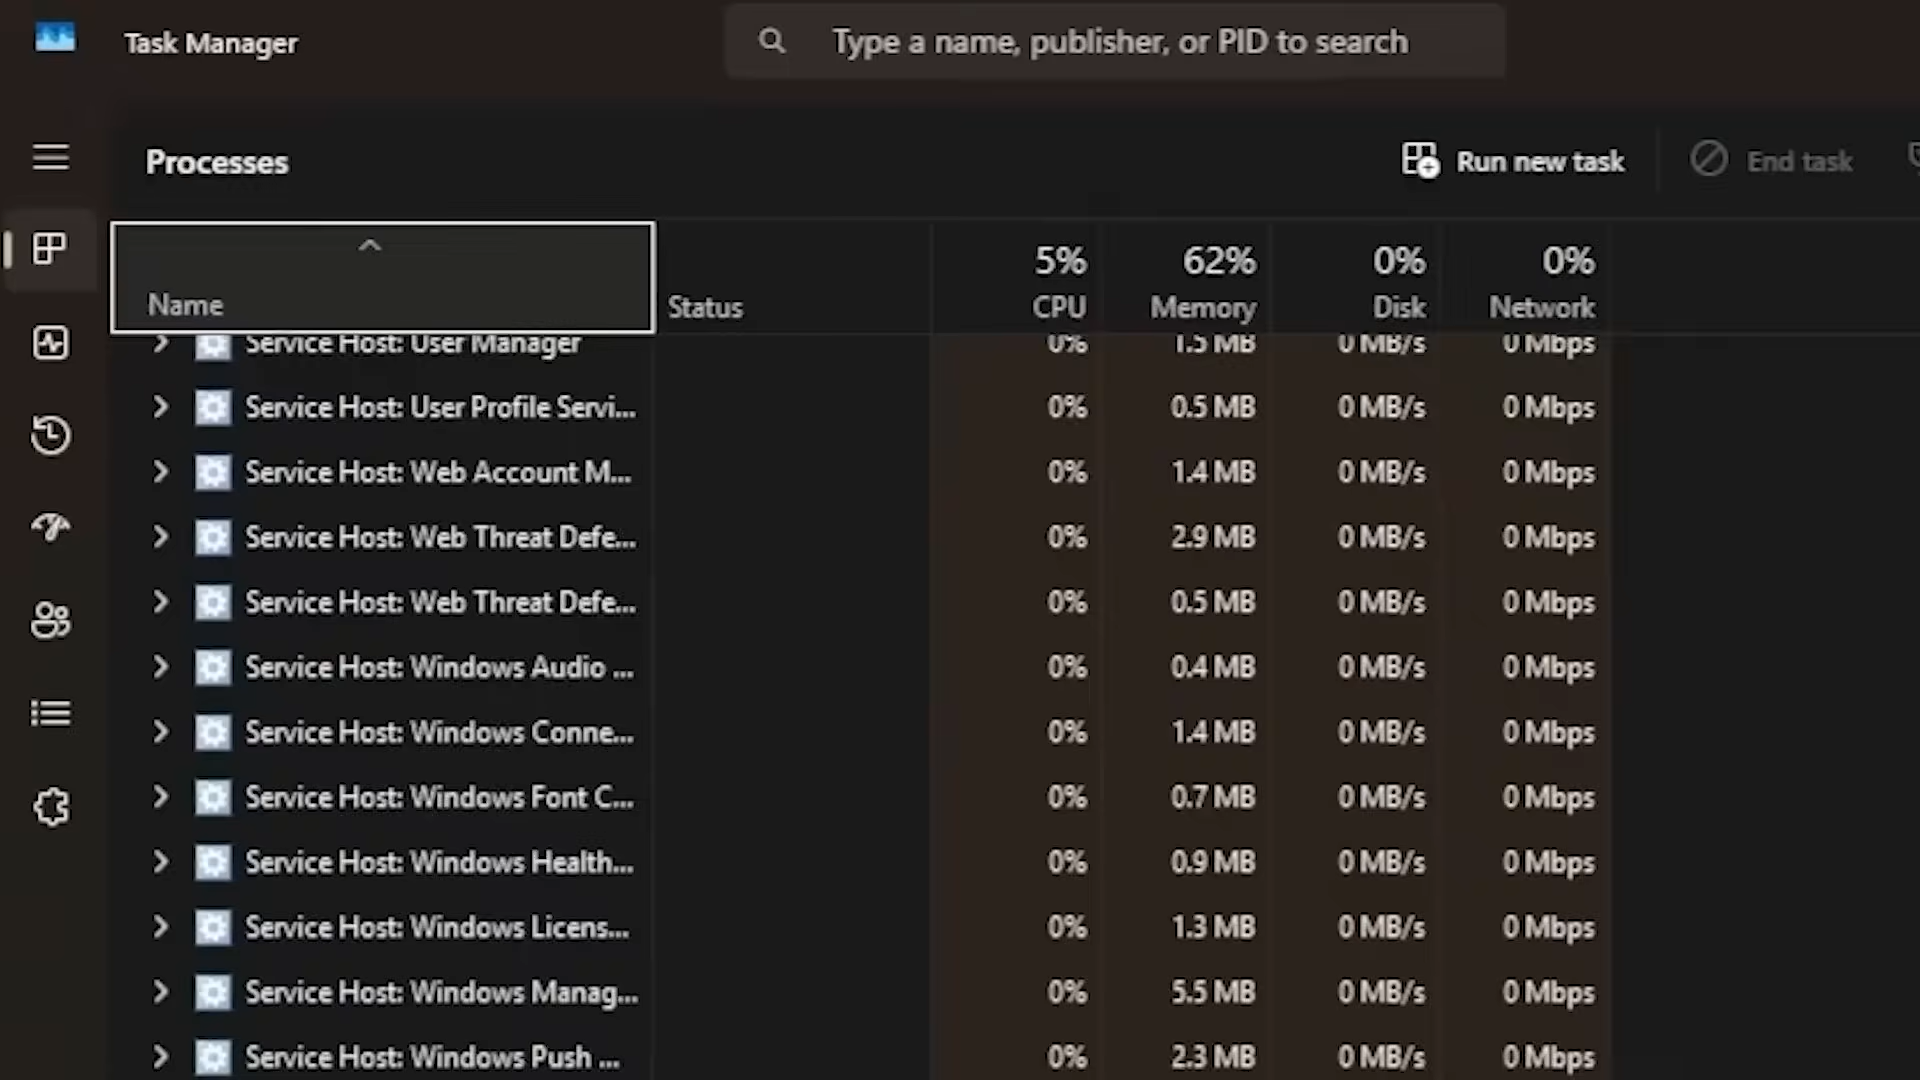 Task Manager
Type a name, publisher, or PID to search
Processes
Run new task
End task
5% 62% 0% 0%
Name Status CPU Memory Disk Network
Service Host: User Manager 0% 1.5 MB 0 MB/s 0 Mbps
Service Host: User Profile Servi... 0% 0.5 MB 0 MB/s 0 Mbps
Service Host: Web Account M... 0% 1.4 MB 0 MB/s 0 Mbps
Service Host: Web Threat Defe... 0% 2.9 MB 0 MB/s 0 Mbps
Service Host: Web Threat Defe... 0% 0.5 MB 0 MB/s 0 Mbps
Service Host: Windows Audio ... 0% 0.4 MB 0 MB/s 0 Mbps
Service Host: Windows Conne... 0% 1.4 MB 0 MB/s 0 Mbps
Service Host: Windows Font C... 0% 0.7 MB 0 MB/s 0 Mbps
Service Host: Windows Health... 0% 0.9 MB 0 MB/s 0 Mbps
Service Host: Windows Licens... 0% 1.3 MB 0 MB/s 0 Mbps
Service Host: Windows Manag... 0% 5.5 MB 0 MB/s 0 Mbps
Service Host: Windows Push ... 0% 2.3 MB 0 MB/s 0 Mbps